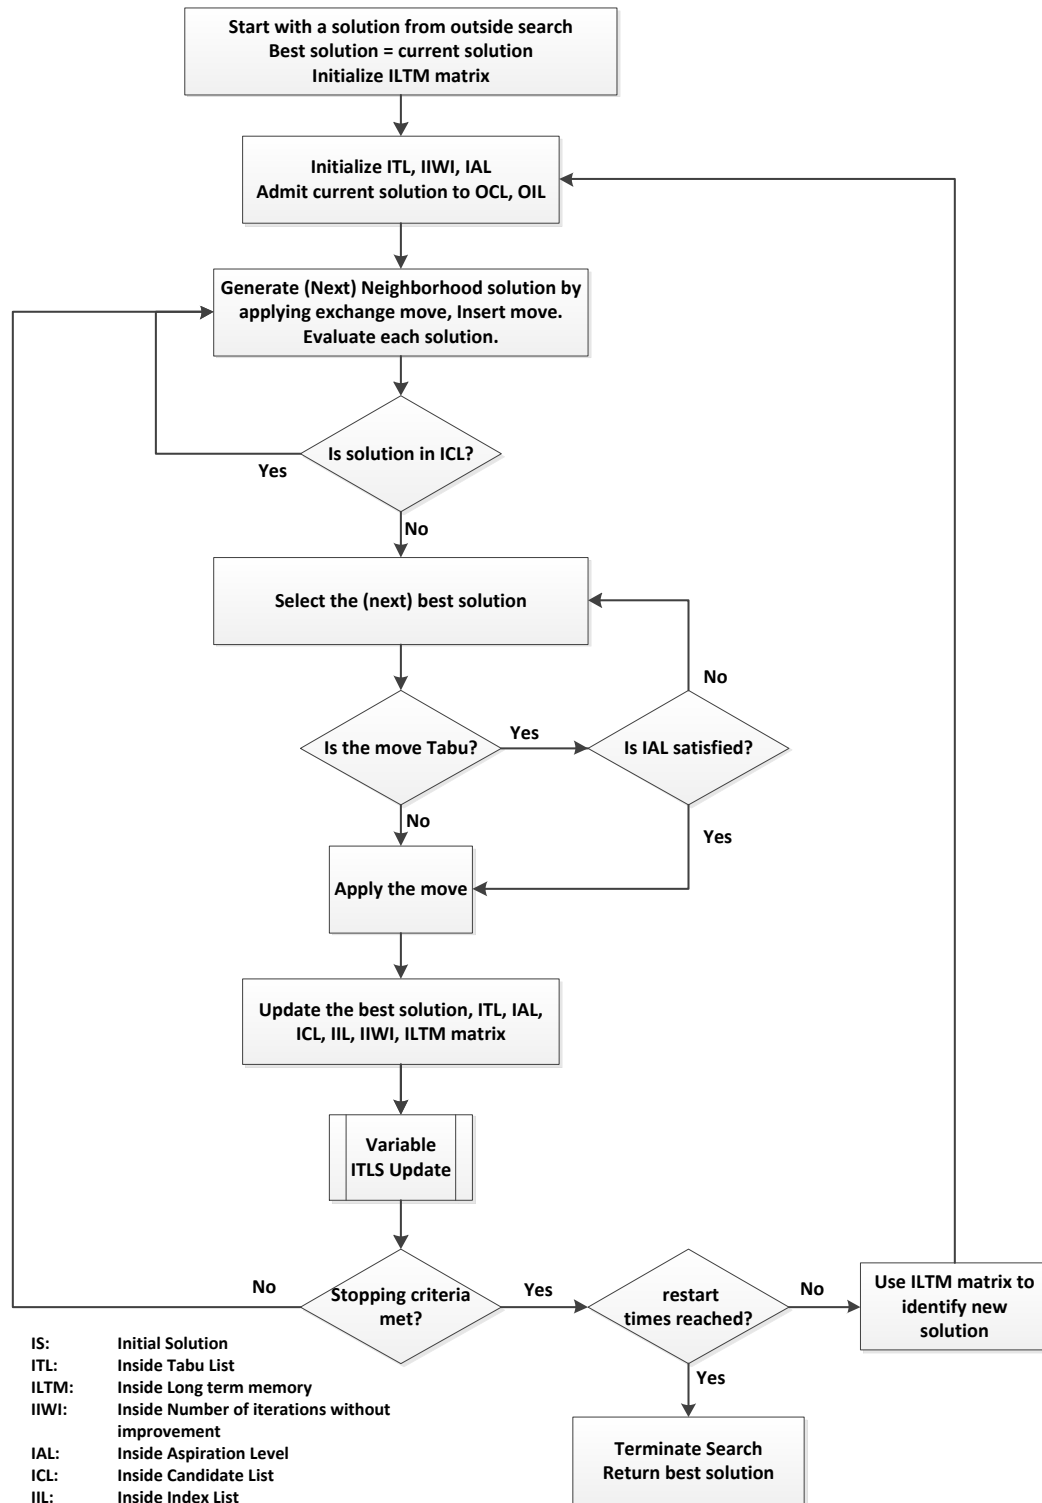 Start with a solution from outside search
Best solution = current solution
Initialize ILTM matrix
Initialize ITL, IIWI, IAL
Admit current solution to OCL, OIL
Generate (Next) Neighborhood solution by
applying exchange move, Insert move.
Evaluate each solution.
Is solution in ICL?
Yes
No
Select the (next) best solution
No
Is the move Tabu?
Yes
Is IAL satisfied?
No
Yes
Apply the move
Update the best solution, ITL, IAL,
ICL, IIL, IIWI, ILTM matrix
Variable
ITLS Update
No
Stopping criteria
met?
Yes
restart
times reached?
No
Use ILTM matrix to
identify new
solution
Yes
Terminate Search
Return best solution
IS: Initial Solution
ITL: Inside Tabu List
ILTM: Inside Long term memory
IIWI: Inside Number of iterations without
improvement
IAL: Inside Aspiration Level
ICL: Inside Candidate List
IIL: Inside Index List